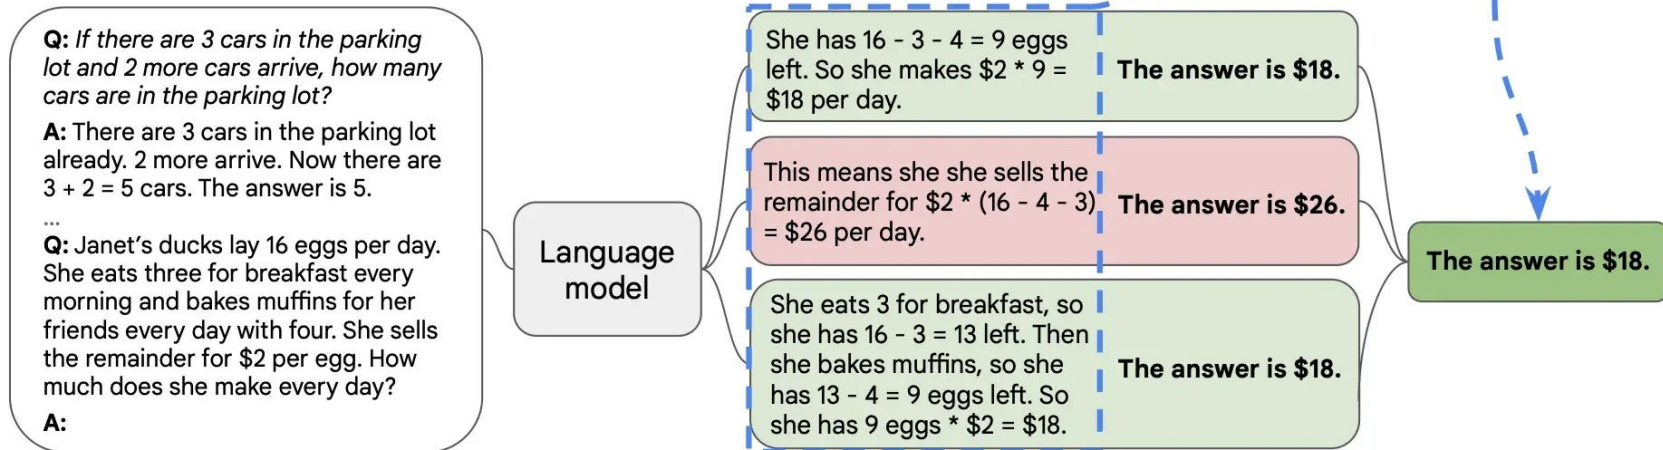 Q: If there are 3 cars in the parking
lot and 2 more cars arrive, how many
cars are in the parking lot?
A: There are 3 cars in the parking lot
already. 2 more arrive. Now there are
3 + 2 = 5 cars. The answer is 5.
...
Q: Janet's ducks lay 16 eggs per day.
She eats three for breakfast every
morning and bakes muffins for her
friends every day with four. She sells
the remainder for $2 per egg. How
much does she make every day?
A:
Language
model
She has 16 - 3 - 4 = 9 eggs
left. So she makes $2 * 9 =
$18 per day.
The answer is $18.
This means she she sells the
remainder for $2 * (16 - 4 - 3)
= $26 per day.
The answer is $26.
She eats 3 for breakfast, so
she has 16 - 3 = 13 left. Then
she bakes muffins, so she
has 13 - 4 = 9 eggs left. So
she has 9 eggs * $2 = $18.
The answer is $18.
The answer is $18.